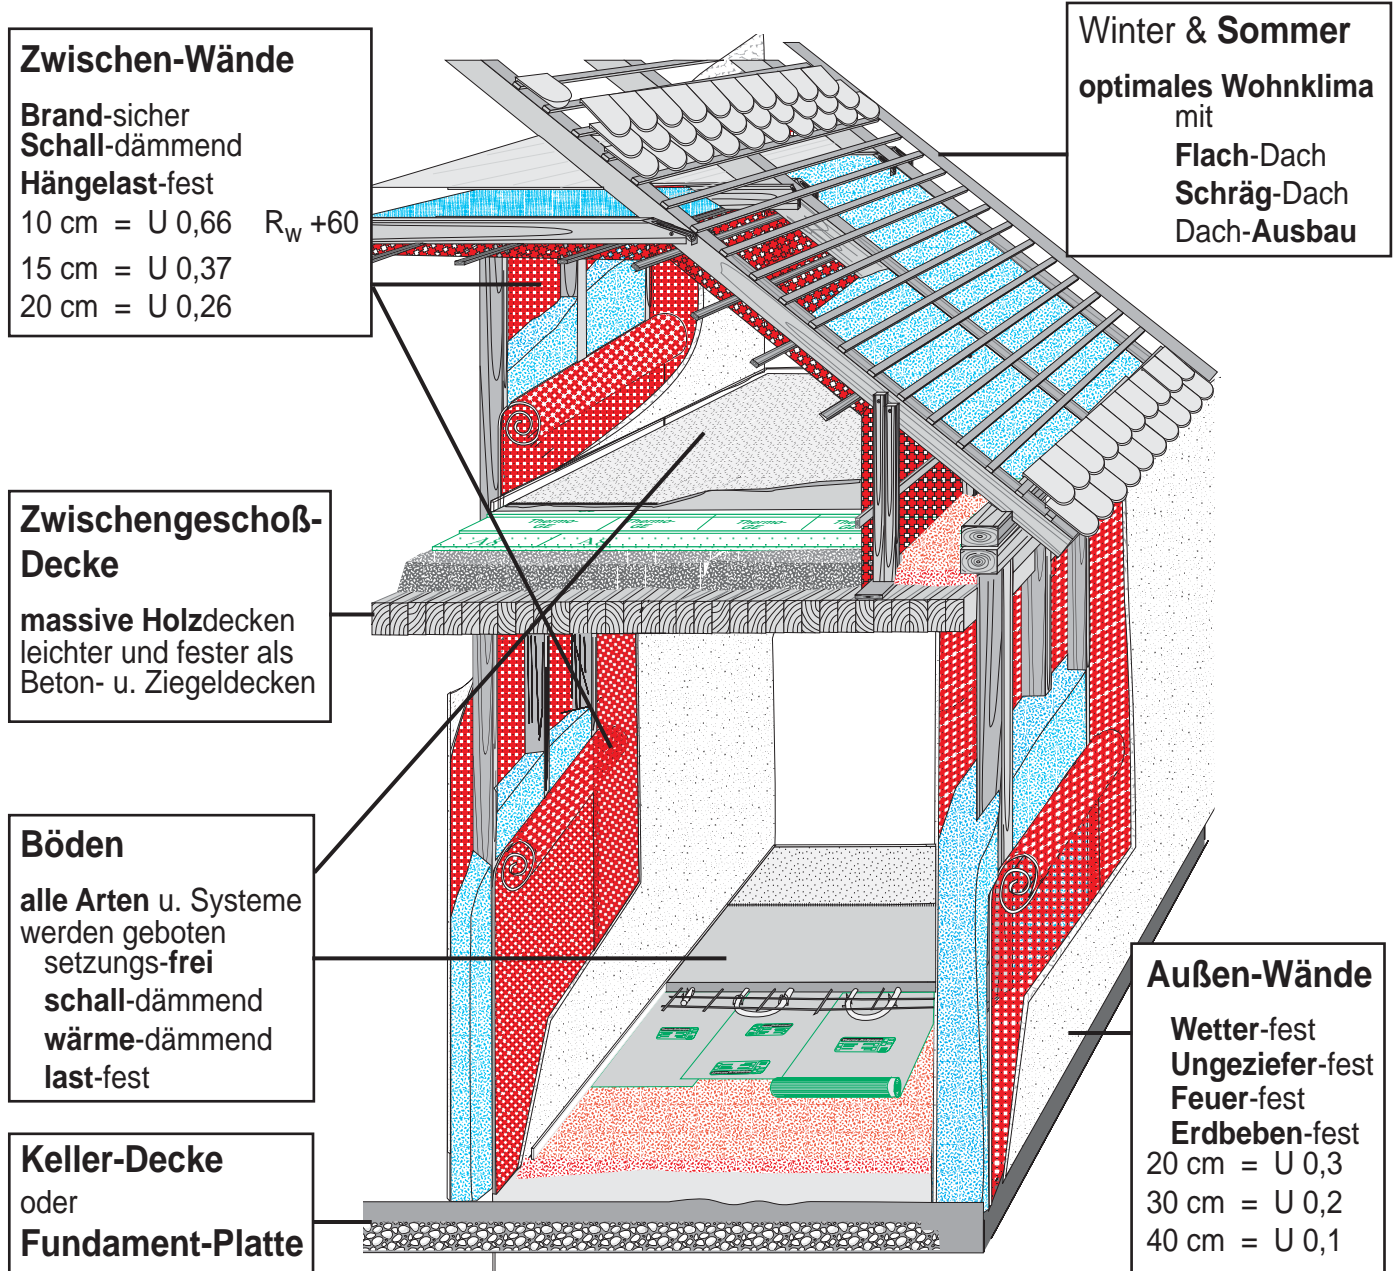 Zwischen-Wände
Brand-sicher
Schall-dämmend
Hängelast-fest
10 cm = U 0,66 Rw +60
15 cm = U 0,37
20 cm = U 0,26
Winter & Sommer
optimales Wohnklima
mit
Flach-Dach
Schräg-Dach
Dach-Ausbau
Zwischengeschoß-
Decke
massive Holzdecken
leichter und fester als
Beton- u. Ziegeldecken
Böden
alle Arten u. Systeme
werden geboten
setzungs-frei
schall-dämmend
wärme-dämmend
last-fest
Keller-Decke
oder
Fundament-Platte
Außen-Wände
Wetter-fest
Ungeziefer-fest
Feuer-fest
Erdbeben-fest
20 cm = U 0,3
30 cm = U 0,2
40 cm = U 0,1